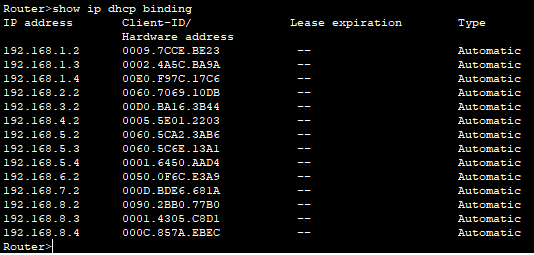 Router>show ip dhcp binding
IP address       Client-ID/              Lease expiration        Type
                 Hardware address
192.168.1.2      0009.7CCE.BE23           --                     Automatic
192.168.1.3      0002.4A5C.BA9A           --                     Automatic
192.168.1.4      00E0.F97C.17C6           --                     Automatic
192.168.2.2      0060.7069.10DB           --                     Automatic
192.168.3.2      00D0.BA16.3B44           --                     Automatic
192.168.4.2      0005.5E01.2203           --                     Automatic
192.168.5.2      0060.5CA2.3AB6           --                     Automatic
192.168.5.3      0060.5C6E.13A1           --                     Automatic
192.168.5.4      0001.6450.AAD4           --                     Automatic
192.168.6.2      0050.0F6C.E3A9           --                     Automatic
192.168.7.2      000D.BDE6.681A           --                     Automatic
192.168.8.2      0090.2BB0.77B0           --                     Automatic
192.168.8.3      0001.4305.C8D1           --                     Automatic
192.168.8.4      000C.857A.EBEC           --                     Automatic
Router>